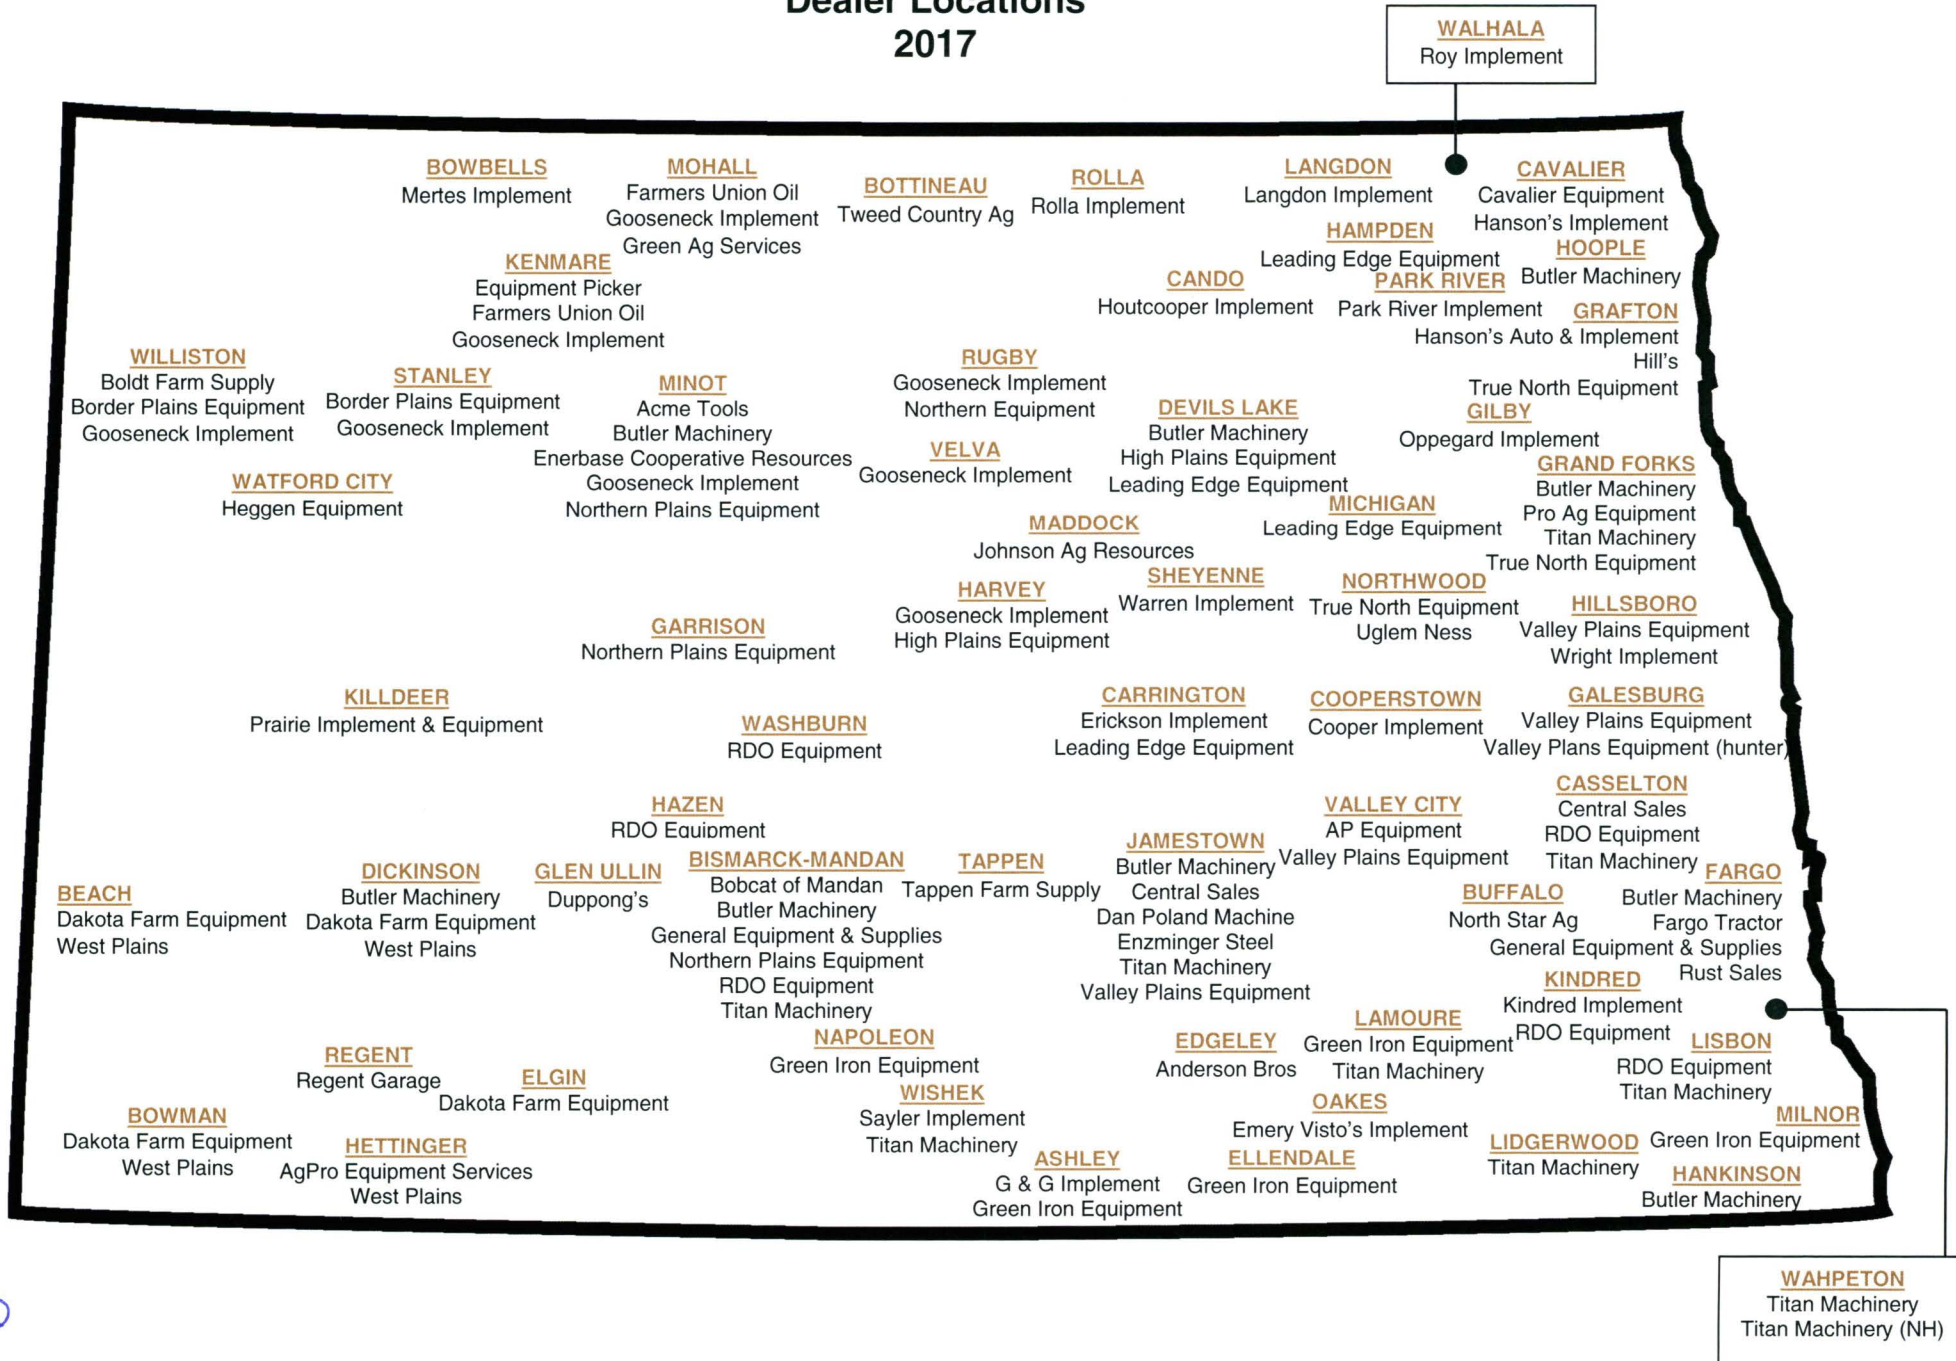 Dealer Locations
2017
WALHALA
Roy Implement
BOWBELLS
Mertes Implement
MOHALL
Farmers Union Oil
Gooseneck Implement
Green Ag Services
BOTTINEAU
Tweed Country Ag
ROLLA
Rolla Implement
LANGDON
Langdon Implement
CAVALIER
Cavalier Equipment
Hanson's Implement
HAMPDEN
Leading Edge Equipment
HOOPLE
Butler Machinery
KENMARE
Equipment Picker
Farmers Union Oil
Gooseneck Implement
CANDO
Houtcooper Implement
PARK RIVER
Park River Implement
GRAFTON
Hanson's Auto & Implement
Hill's
True North Equipment
WILLISTON
Boldt Farm Supply
Border Plains Equipment
Gooseneck Implement
STANLEY
Border Plains Equipment
Gooseneck Implement
MINOT
Acme Tools
Butler Machinery
Enerbase Cooperative Resources
Gooseneck Implement
Northern Plains Equipment
RUGBY
Gooseneck Implement
Northern Equipment
DEVILS LAKE
Butler Machinery
High Plains Equipment
Leading Edge Equipment
GILBY
Oppegard Implement
VELVA
Gooseneck Implement
GRAND FORKS
Butler Machinery
Pro Ag Equipment
Titan Machinery
True North Equipment
WATFORD CITY
Heggen Equipment
MICHIGAN
Leading Edge Equipment
MADDOCK
Johnson Ag Resources
HARVEY
Gooseneck Implement
High Plains Equipment
SHEYENNE
Warren Implement
NORTHWOOD
True North Equipment
Uglem Ness
HILLSBORO
Valley Plains Equipment
Wright Implement
GARRISON
Northern Plains Equipment
KILLDEER
Prairie Implement & Equipment
WASHBURN
RDO Equipment
CARRINGTON
Erickson Implement
Leading Edge Equipment
COOPERSTOWN
Cooper Implement
GALESBURG
Valley Plains Equipment
Valley Plans Equipment (hunter)
HAZEN
RDO Equipment
VALLEY CITY
AP Equipment
Valley Plains Equipment
CASSELTON
Central Sales
RDO Equipment
Titan Machinery
BEACH
Dakota Farm Equipment
West Plains
DICKINSON
Butler Machinery
Dakota Farm Equipment
West Plains
GLEN ULLIN
Duppong's
BISMARCK-MANDAN
Bobcat of Mandan
Butler Machinery
General Equipment & Supplies
Northern Plains Equipment
RDO Equipment
Titan Machinery
TAPPEN
Tappen Farm Supply
JAMESTOWN
Butler Machinery
Central Sales
Dan Poland Machine
Enzminger Steel
Titan Machinery
Valley Plains Equipment
BUFFALO
North Star Ag
FARGO
Butler Machinery
Fargo Tractor
General Equipment & Supplies
Rust Sales
KINDRED
Kindred Implement
RDO Equipment
NAPOLEON
Green Iron Equipment
EDGELEY
Anderson Bros
LAMOURE
Green Iron Equipment
Titan Machinery
LISBON
RDO Equipment
Titan Machinery
REGENT
Regent Garage
ELGIN
Dakota Farm Equipment
WISHEK
Sayler Implement
Titan Machinery
OAKES
Emery Visto's Implement
MILNOR
Green Iron Equipment
BOWMAN
Dakota Farm Equipment
West Plains
HETTINGER
AgPro Equipment Services
West Plains
ASHLEY
G & G Implement
Green Iron Equipment
ELLENDALE
Green Iron Equipment
LIDGERWOOD
Titan Machinery
HANKINSON
Butler Machinery
WAHPETON
Titan Machinery
Titan Machinery (NH)